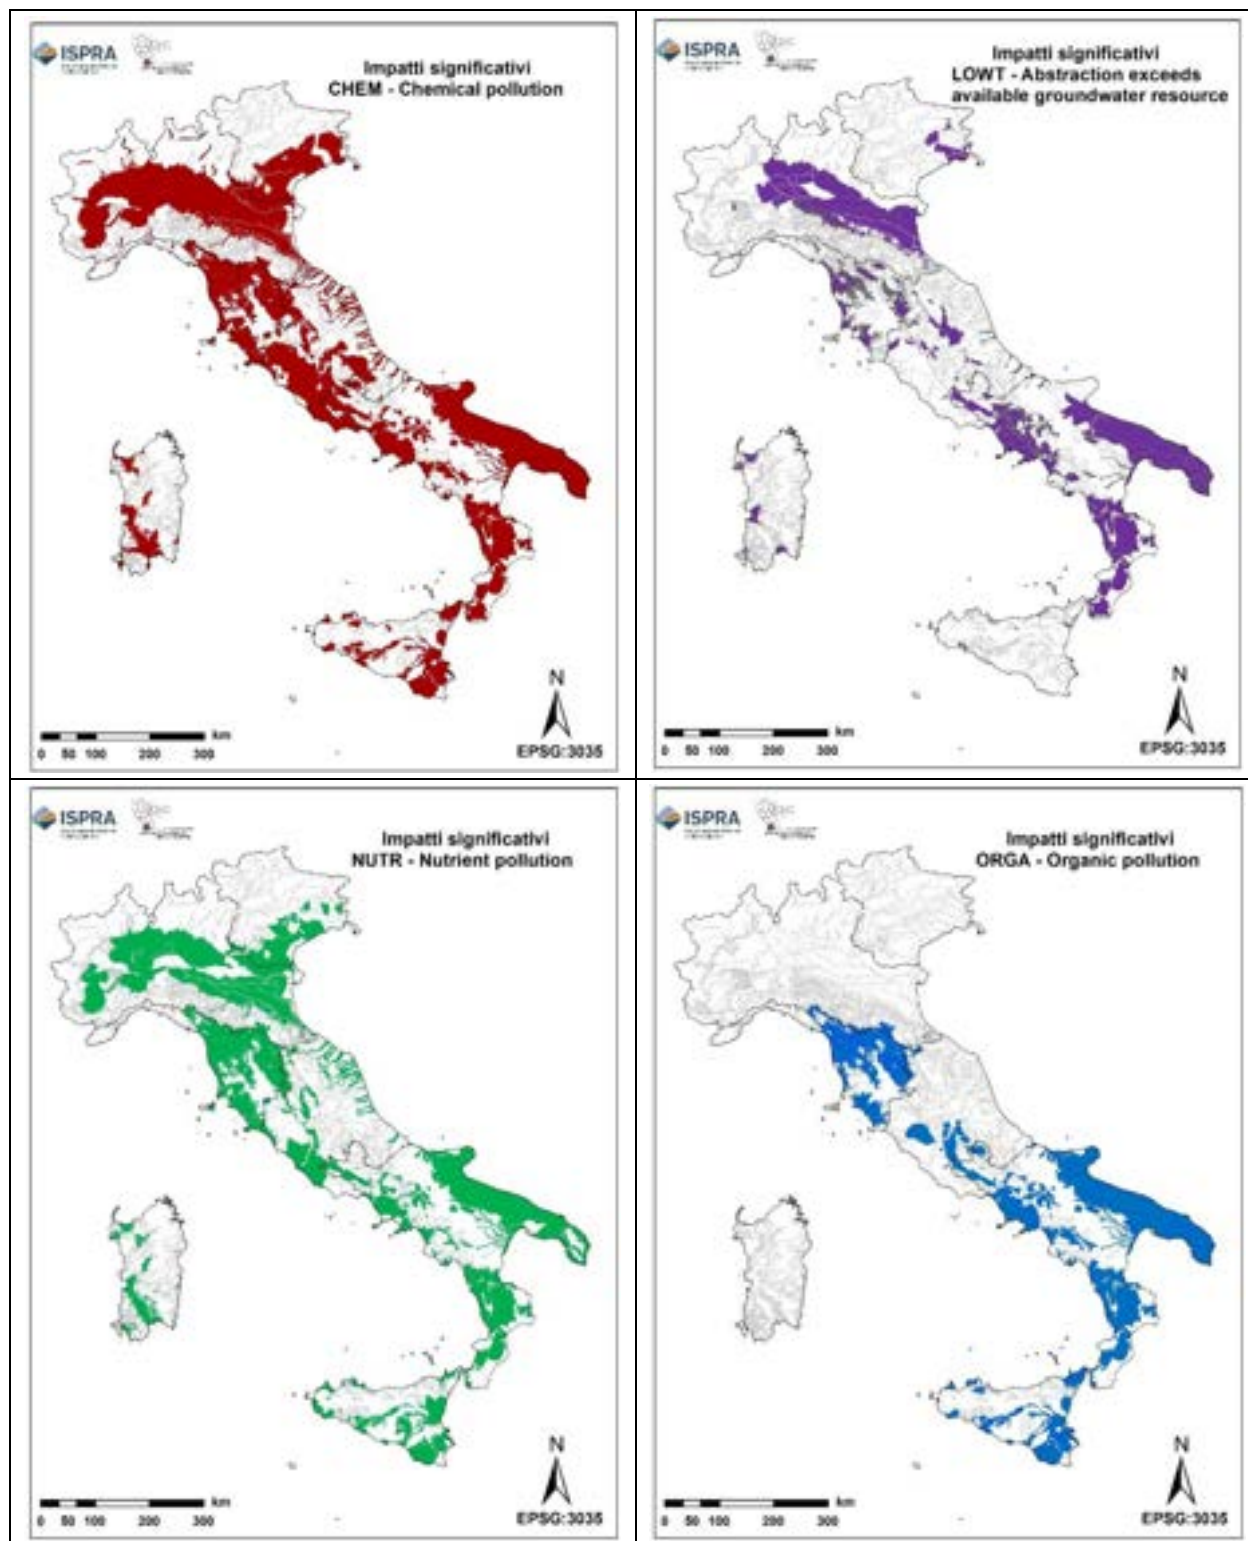 ISPRA
Impatti significativi
CHEM - Chemical pollution
N
km
0 50 100 200 300
EPSG:3035
ISPRA
Impatti significativi
LOWT - Abstraction exceeds
available groundwater resource
N
km
0 50 100 200 300
EPSG:3035
ISPRA
Impatti significativi
NUTR - Nutrient pollution
N
km
0 50 100 200 300
EPSG:3035
ISPRA
Impatti significativi
ORGA - Organic pollution
N
km
0 50 100 200 300
EPSG:3035